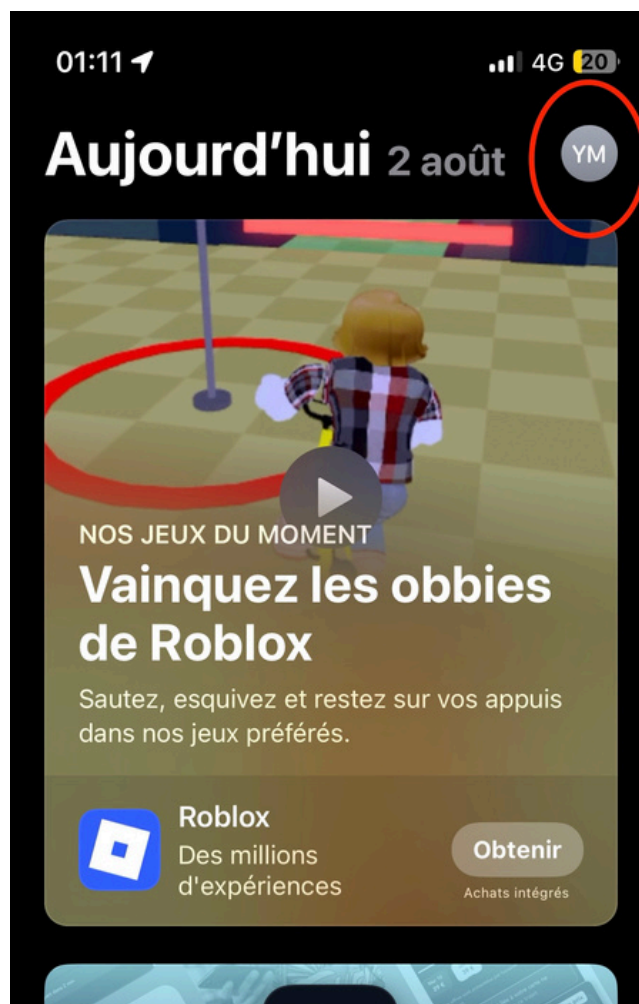 01:11 4G 20
Aujourd’hui 2 août YM
NOS JEUX DU MOMENT
Vainquez les obbies
de Roblox
Sautez, esquivez et restez sur vos appuis
dans nos jeux préférés.
Roblox
Des millions
d'expériences
Obtenir
Achats intégrés